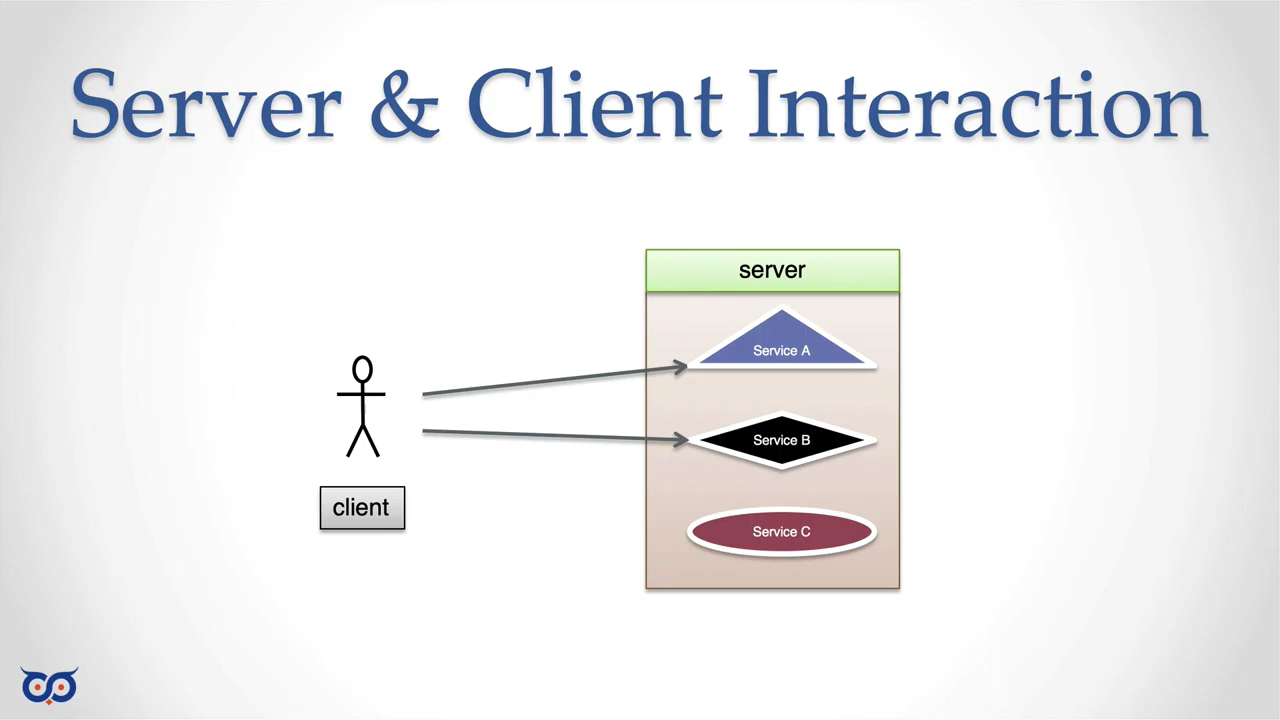 Server & Client Interaction
server
Service A
Service B
client
Service C